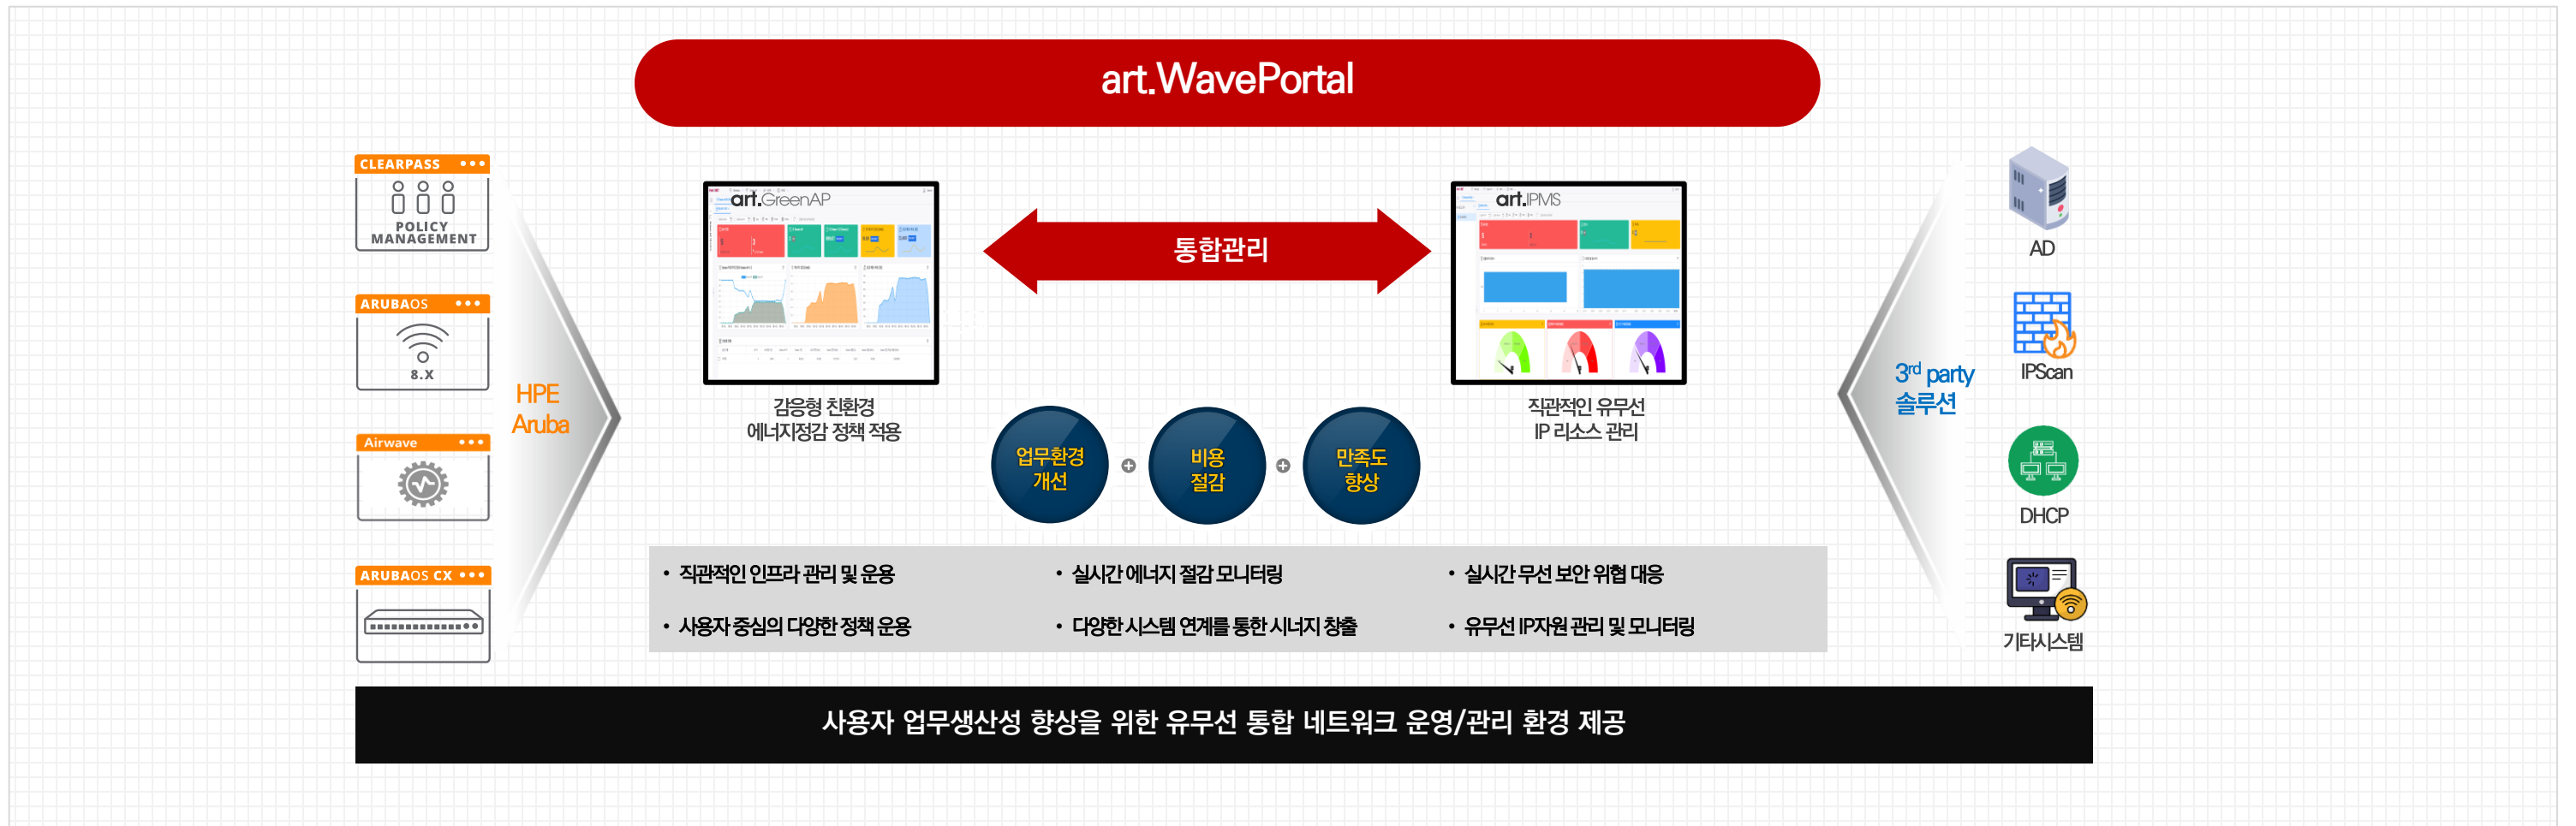 art.WavePortal
CLEARPASS
POLICY
MANAGEMENT
ARUBAOS
8.X
Airwave
ARUBAOS CX
HPE
Aruba
art.GreenAP
감응형 친환경
에너지정감 정책 적용
통합관리
art.IPMS
직관적인 유무선
IP 리소스 관리
업무환경
개선
비용
절감
만족도
향상
3rd party
솔루션
AD
IPScan
DHCP
기타시스템
• 직관적인 인프라 관리 및 운용
• 실시간 에너지 절감 모니터링
• 실시간 무선 보안 위협 대응
• 사용자 중심의 다양한 정책 운용
• 다양한 시스템 연계를 통한 시너지 창출
• 유무선 IP자원 관리 및 모니터링
사용자 업무생산성 향상을 위한 유무선 통합 네트워크 운영/관리 환경 제공